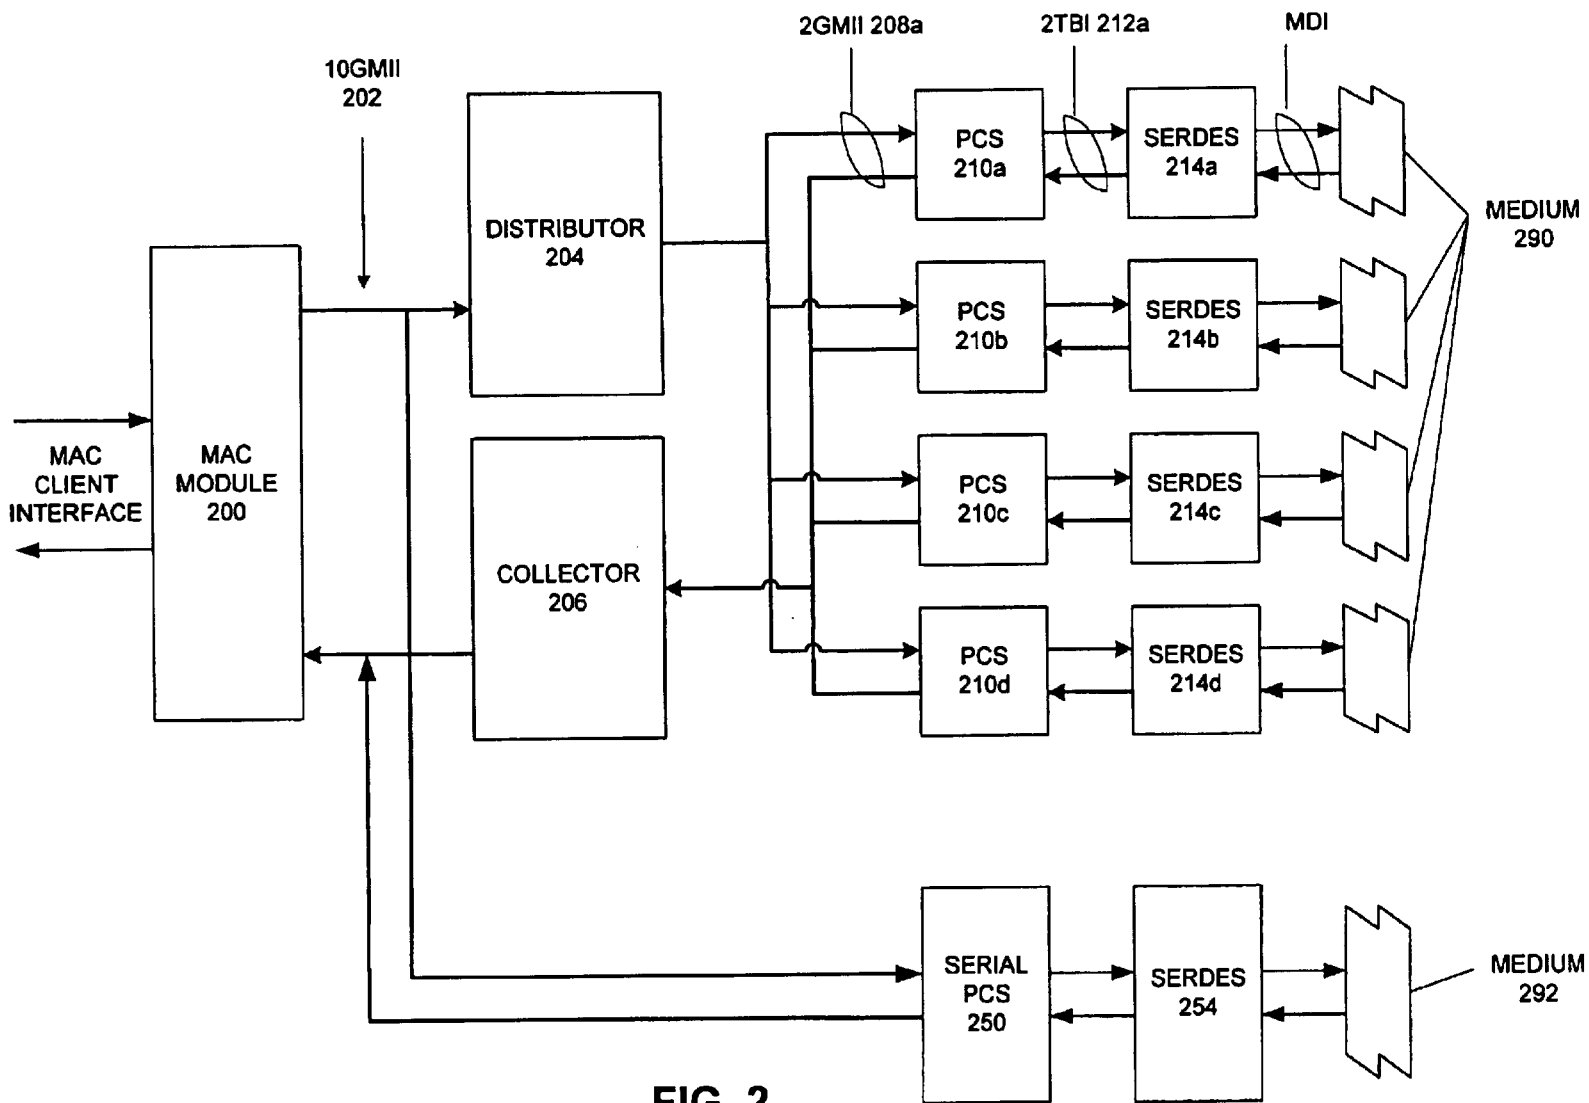 2GMII 208a
2TBI 212a
MDI
10GMII
202
DISTRIBUTOR
204
PCS
210a
SERDES
214a
MEDIUM
290
PCS
210b
SERDES
214b
MAC
CLIENT
INTERFACE
MAC
MODULE
200
PCS
210c
SERDES
214c
COLLECTOR
206
PCS
210d
SERDES
214d
SERIAL
PCS
250
SERDES
254
MEDIUM
292
FIG. 2